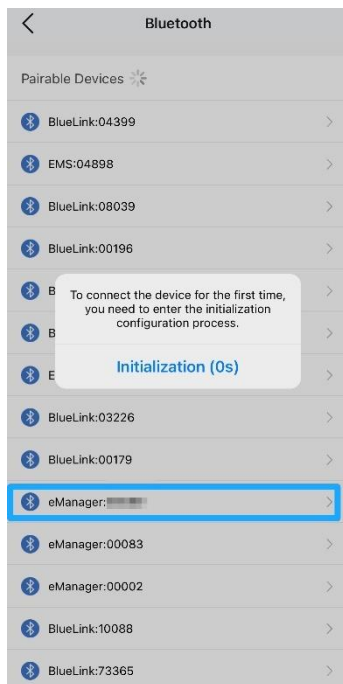 Bluetooth
Pairable Devices
BlueLink:04399
EMS:04898
BlueLink:08039
BlueLink:00196
B
To connect the device for the first time,
you need to enter the initialization
B
configuration process.
E
Initialization (0s)
BlueLink:03226
BlueLink:00179
eManager:
eManager:00083
eManager:00002
BlueLink:10088
BlueLink:73365